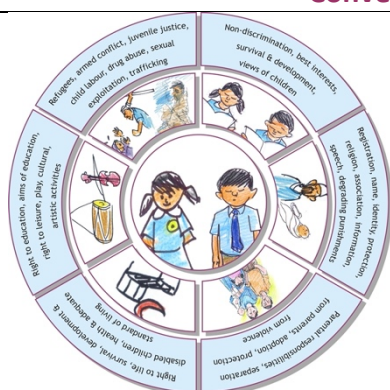 Refugees, armed conflict, juvenile justice,
child labour, drug abuse, sexual
exploitation, trafficking
Non-discrimination, best interests,
survival & development,
views of children
Registration, name, identity, protection,
religion, association, information,
speech, degrading punishments
Parental responsibilities, separation
from parents, adoption, protection
from violence
Right to life, survival, development &
disabled children, health & adequate
standard of living
Right to education, aims of education,
right to leisure, play, cultural,
artistic activities